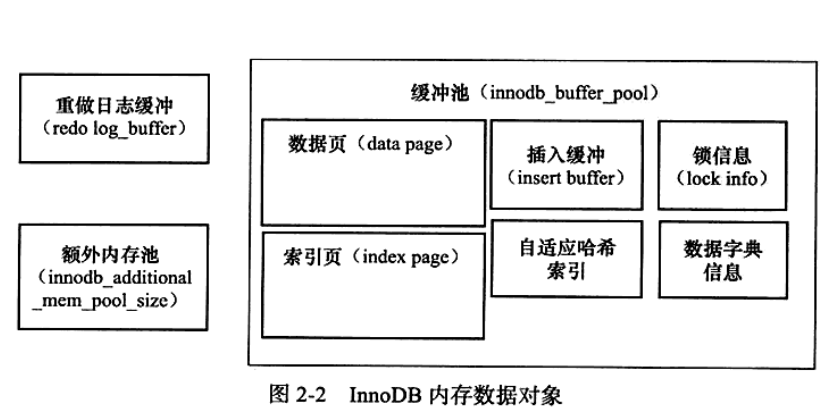 重做日志缓冲
(redo log_buffer)
额外内存池
(innodb_additional
_mem_pool_size)
缓冲池（innodb_buffer_pool）
数据页（data page）
插入缓冲
(insert buffer)
锁信息
(lock info)
索引页（index page）
自适应哈希
索引
数据字典
信息
图 2-2 InnoDB 内存数据对象